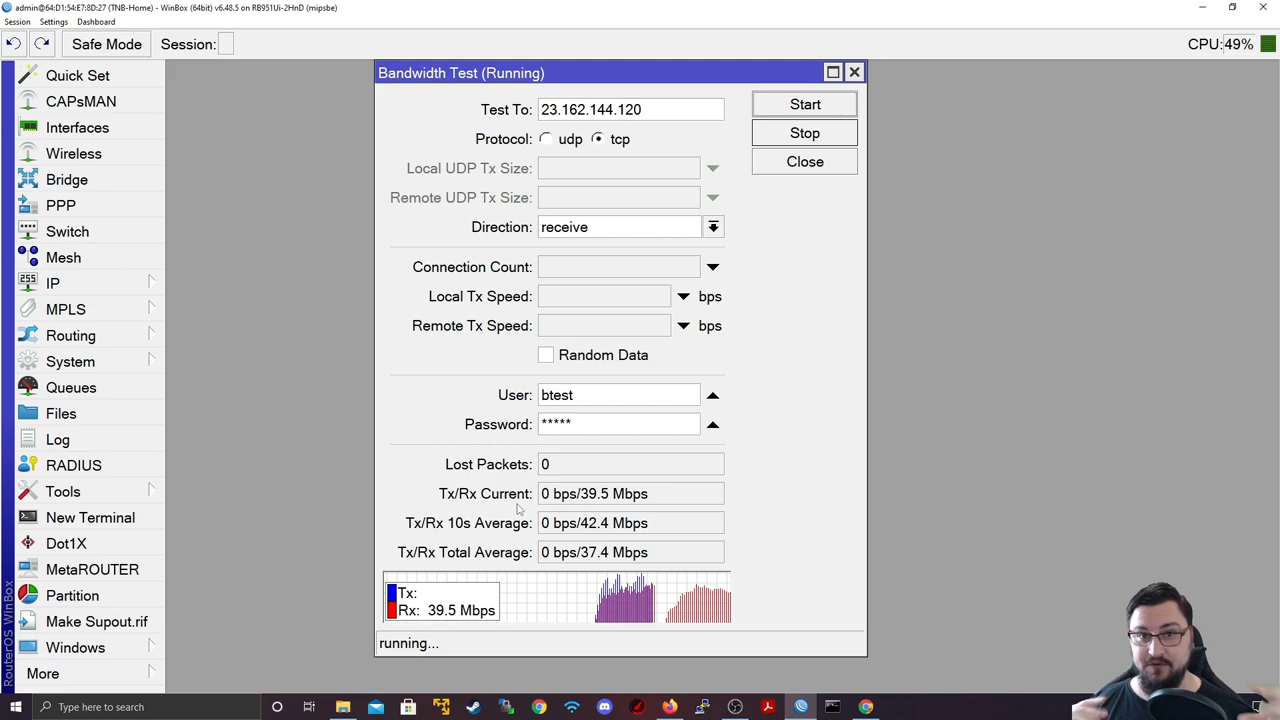 admin@64:D1:54:E7:8D:27 (TNB-Home) - WinBox (64bit) v6.48.5 on RB951Ui-2HnD (mipsbe)
Session Settings Dashboard
Safe Mode Session: CPU: 49%
Quick Set
CAPsMAN
Interfaces
Wireless
Bridge
PPP
Switch
Mesh
255 IP
MPLS
Routing
System
Queues
Files
Log
RADIUS
Tools
New Terminal
Dot1X
MetaROUTER
Partition
Make Supout.rif
Windows
More
RouterOS WinBox
Bandwidth Test (Running)
Test To: 23.162.144.120
Protocol: udp tcp
Local UDP Tx Size:
Remote UDP Tx Size:
Direction: receive
Connection Count:
Local Tx Speed: bps
Remote Tx Speed: bps
Random Data
User: btest
Password: *****
Lost Packets: 0
Tx/Rx Current: 0 bps/39.5 Mbps
Tx/Rx 10s Average: 0 bps/42.4 Mbps
Tx/Rx Total Average: 0 bps/37.4 Mbps
Tx:
Rx: 39.5 Mbps
running...
Start
Stop
Close
Type here to search